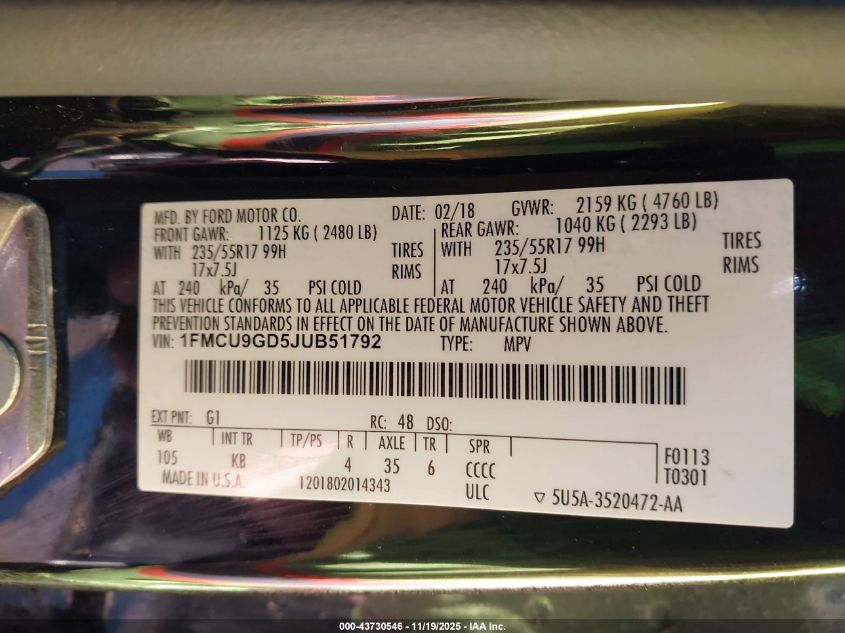 MFD. BY FORD MOTOR CO. DATE: 02/18 GVWR: 2159 KG ( 4760 LB)
FRONT GAWR: 1125 KG ( 2480 LB) REAR GAWR: 1040 KG ( 2293 LB)
WITH 235/55R17 99H TIRES WITH 235/55R17 99H TIRES
17x7.5J RIMS 17x7.5J RIMS
AT 240 kPa/ 35 PSI COLD AT 240 kPa/ 35 PSI COLD
THIS VEHICLE CONFORMS TO ALL APPLICABLE FEDERAL MOTOR VEHICLE SAFETY AND THEFT
PREVENTION STANDARDS IN EFFECT ON THE DATE OF MANUFACTURE SHOWN ABOVE.
VIN: 1FMCU9GD5JUB51792 TYPE: MPV
EXT PNT: G1 RC: 48 DSO:
WB INT TR TP/PS R AXLE TR SPR
105 KB 4 35 6 CCCC
F0113
T0301
MADE IN U.S.A. 1201802014343 ULC
▽ 5U5A-3520472-AA
000-43730546 - 11/19/2025 - IAA Inc.